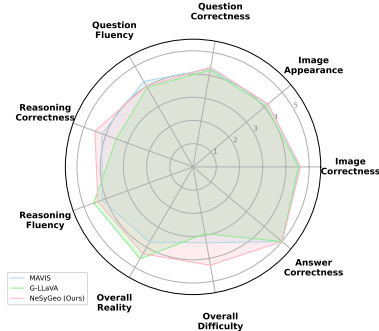 Question
Correctness
Question
Fluency
Image
Appearance
Reasoning
Correctness
5
4
3
2
1
Image
Correctness
Reasoning
Fluency
Answer
Correctness
MAVIS
G-LLaVA
NeSyGeo (Ours)
Overall
Reality
Overall
Difficulty